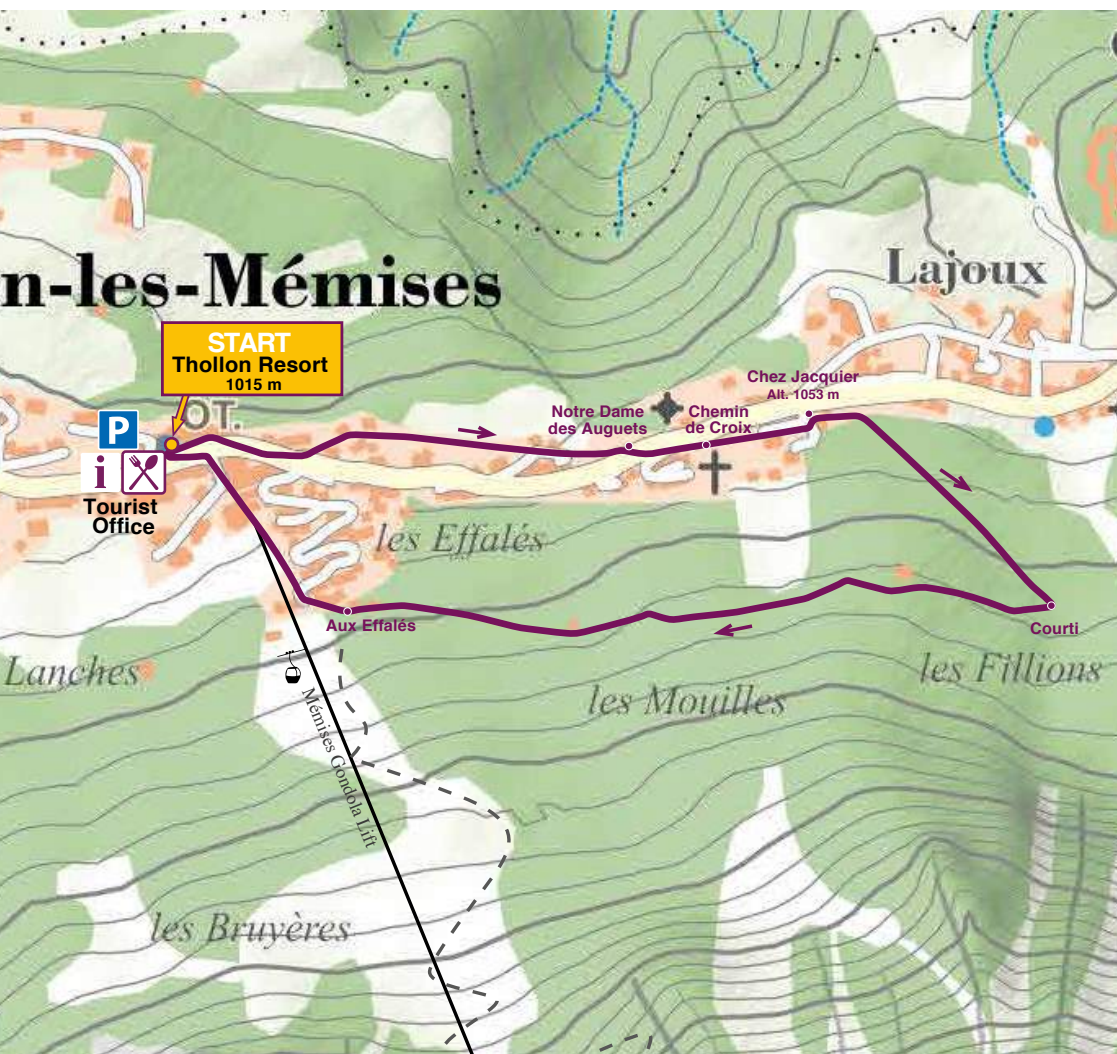 n-les-Mémises
Lajoux
START
Thollon Resort
1015 m
OT.
P
i
Tourist
Office
Notre Dame
des Auguets
Chemin
de Croix
Chez Jacquier
Alt. 1053 m
les Effalés
Aux Effalés
Courti
Lanches
les Fillions
les Mouilles
Mémises Gondola Lift
les Bruyères